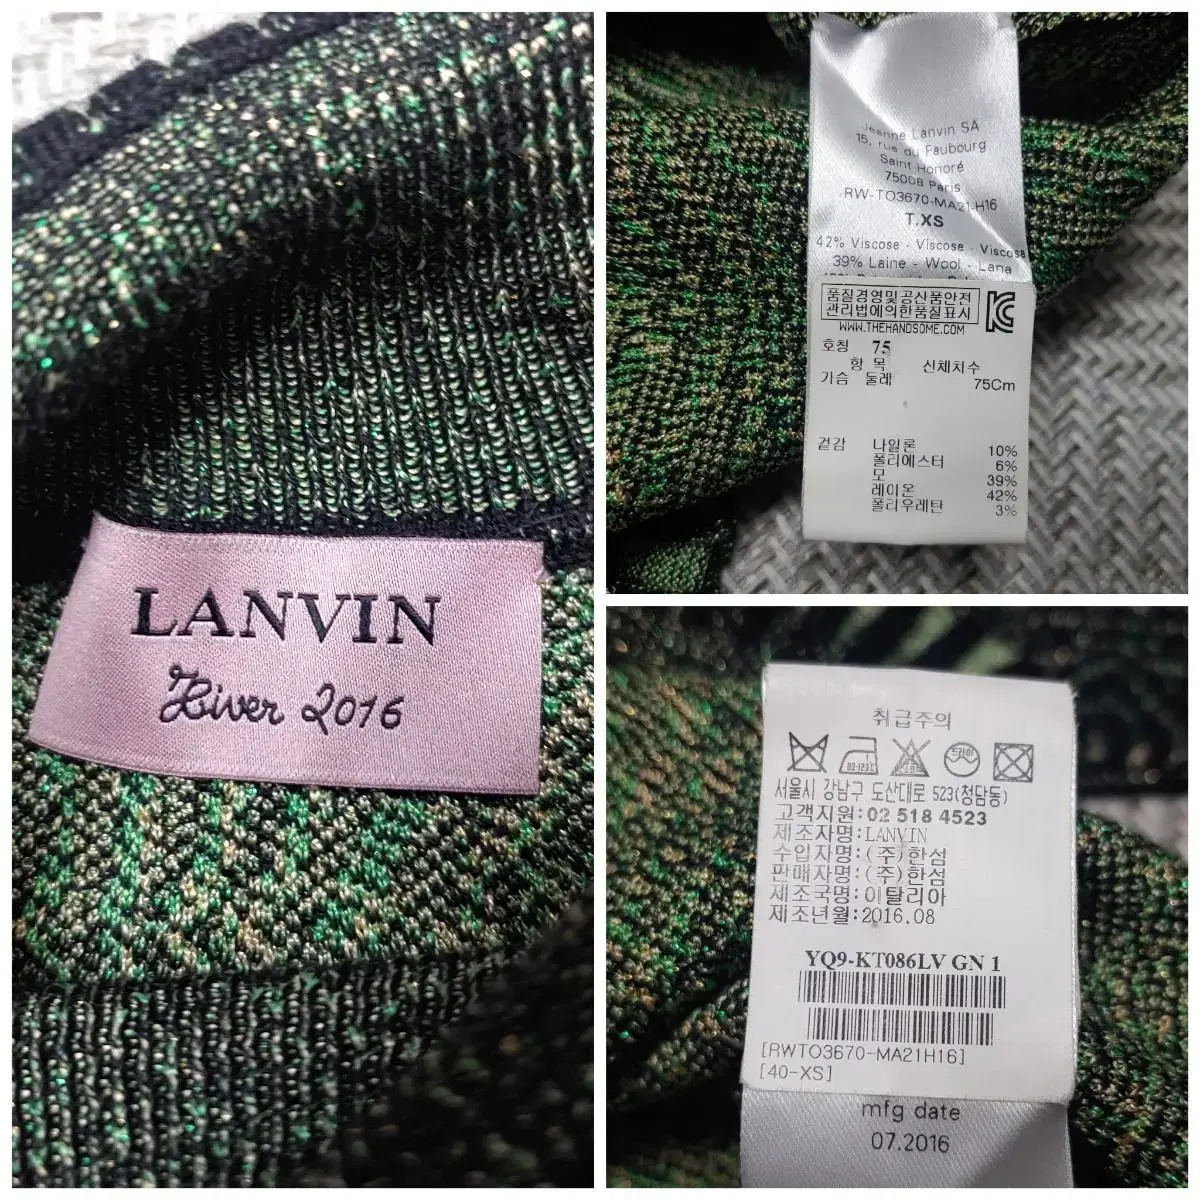 LANVIN
Hiver 2016
Jeanne Lanvin SA
15, rue du Faubourg
Saint Honoré
75008 Paris
RW-TO3670-MA21-H16
T.XS
42% Viscose - Viscose - Viscosa
39% Laine - Wool - Lana
품질경영및공산품안전
관리법에의한품질표시
WWW.THEHANDSOME.COM
호칭 75
항 목 신체치수
가슴 둘레 75Cm
겉감 나일론 10%
폴리에스터 6%
모 39%
레이온 42%
폴리우레탄 3%
취급주의
80-120℃
드라이
서울시 강남구 도산대로 523(청담동)
고객지원:02 518 4523
제조자명:LANVIN
수입자명:(주)한섬
판매자명:(주)한섬
제조국명:이탈리아
제조년월:2016.08
YQ9-KT086LV GN 1
[RWTO3670-MA21H16]
[40-XS]
mfg date
07.2016